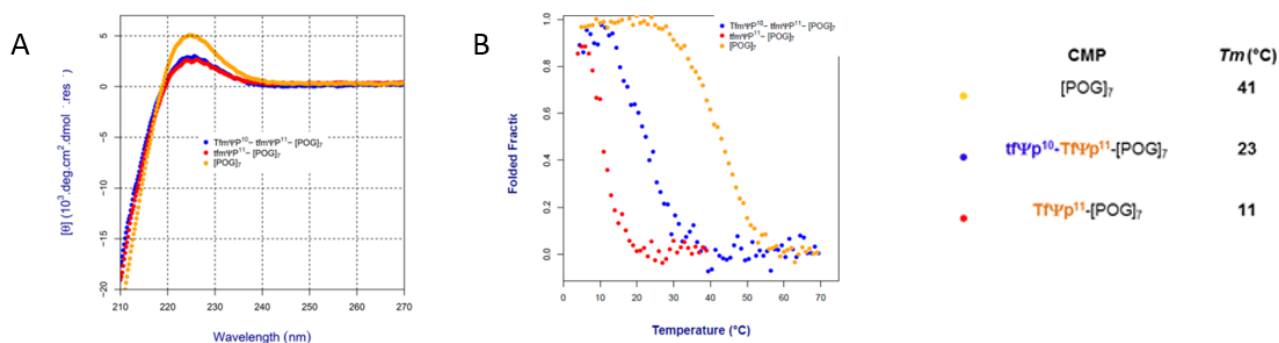 A
[θ] (10³.deg.cm².dmol⁻.res⁻)
5
0
−5
−10
−15
−20
210
220
230
240
250
260
270
Wavelength (nm)
TfmΨP¹⁰− tfmΨP¹¹− [POG]₇
tfmΨP¹¹− [POG]₇
[POG]₇
B
Folded Fractic
1.0
0.8
0.6
0.4
0.2
0.0
0
10
20
30
40
50
60
70
Temperature (°C)
TfmΨP¹⁰− tfmΨP¹¹− [POG]₇
tfmΨP¹¹− [POG]₇
[POG]₇
CMP Tm (°C)
[POG]₇ 41
tfΨp¹⁰-TfΨp¹¹-[POG]₇ 23
TfΨp¹¹-[POG]₇ 11